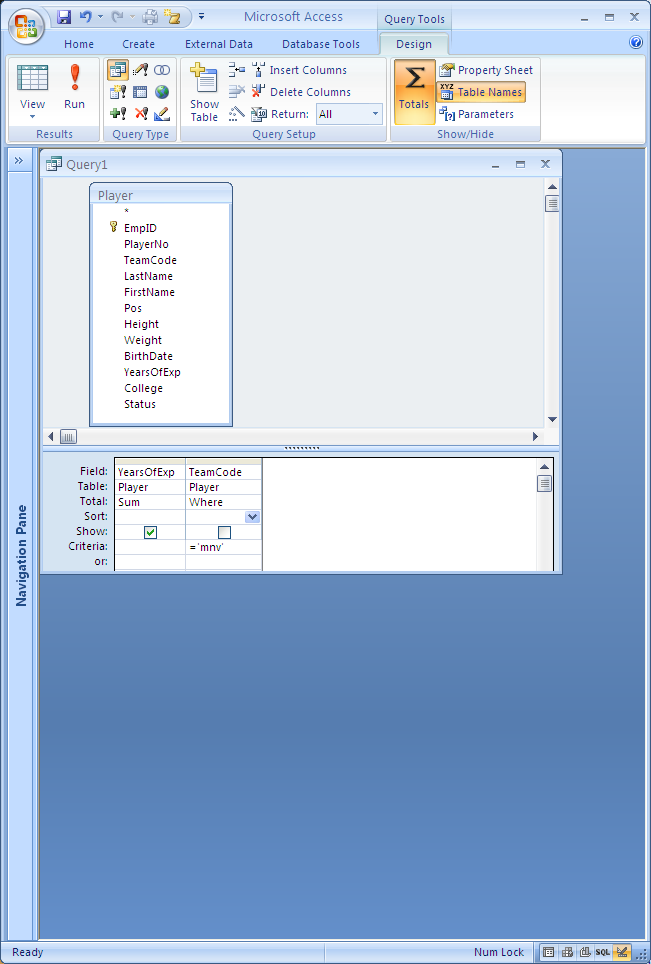 Microsoft Access
Query Tools
Home Create External Data Database Tools Design
View
Run
Results
Query Type
Show Table
Insert Columns
Delete Columns
Return: All
Query Setup
Totals
Property Sheet
XYZ Table Names
Parameters
Show/Hide
»
Navigation Pane
Query1
Player
*
EmpID
PlayerNo
TeamCode
LastName
FirstName
Pos
Height
Weight
BirthDate
YearsOfExp
College
Status
Field: YearsOfExp TeamCode
Table: Player Player
Total: Sum Where
Sort:
Show:
Criteria: ='mnv'
or:
Ready
Num Lock
SQL